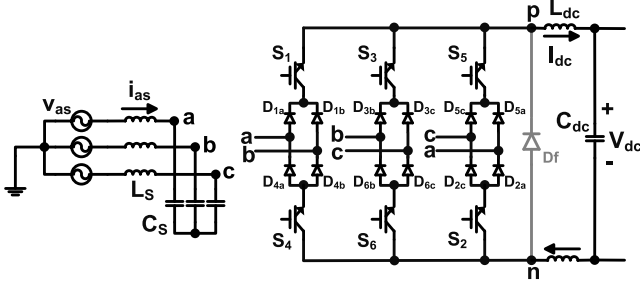 p
L_dc
I_dc
S_1
S_3
S_5
i_as
v_as
a
b
c
L_S
C_S
D_1a
D_1b
D_3b
D_3c
D_5c
D_5a
a
b
b
c
c
a
D_4a
D_4b
D_6b
D_6c
D_2c
D_2a
S_4
S_6
S_2
Df
C_dc
+
V_dc
-
n